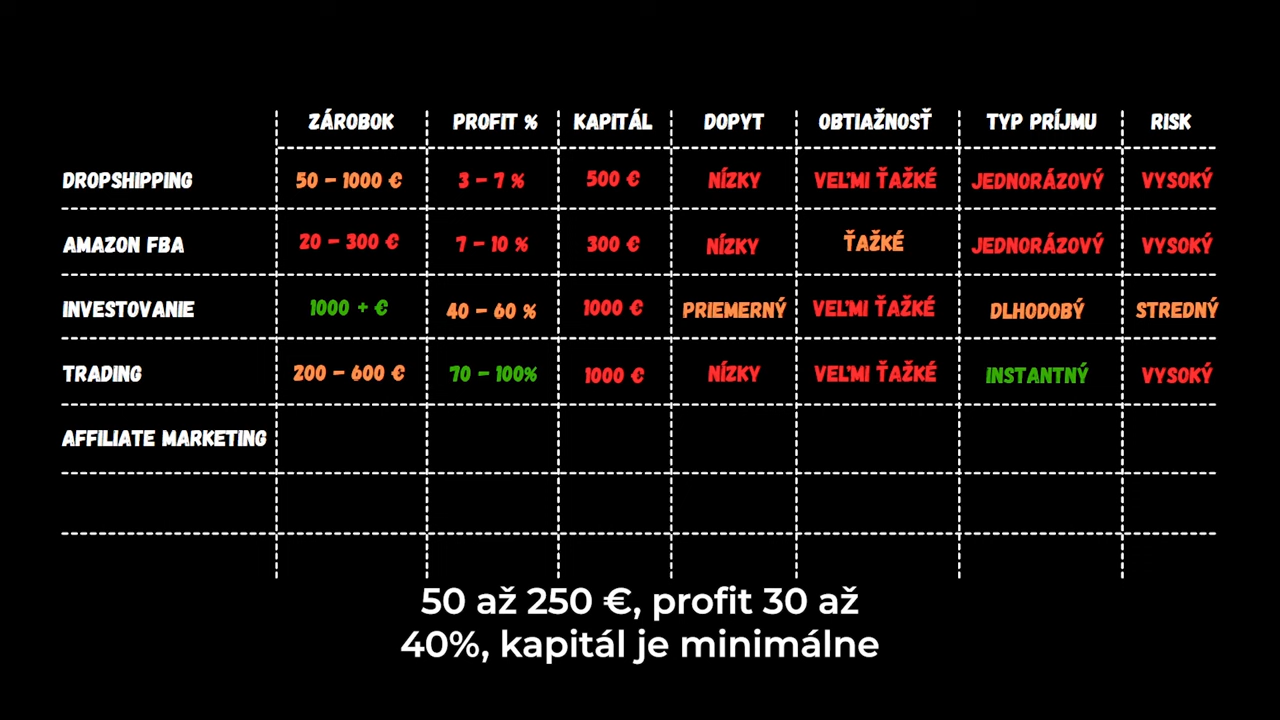 ZÁROBOK PROFIT % KAPITÁL DOPYT OBTIAŽNOSŤ TYP PRÍJMU RISK
DROPSHIPPING 50 - 1000 € 3 - 7 % 500 € NÍZKY VEĽMI ŤAŽKÉ JEDNORÁZOVÝ VYSOKÝ
AMAZON FBA 20 - 300 € 7 - 10 % 300 € NÍZKY ŤAŽKÉ JEDNORÁZOVÝ VYSOKÝ
INVESTOVANIE 1000 + € 40 - 60 % 1000 € PRIEMERNÝ VEĽMI ŤAŽKÉ DLHODOBÝ STREDNÝ
TRADING 200 - 600 € 70 - 100% 1000 € NÍZKY VEĽMI ŤAŽKÉ INSTANTNÝ VYSOKÝ
AFFILIATE MARKETING
50 až 250 €, profit 30 až
40%, kapitál je minimálne